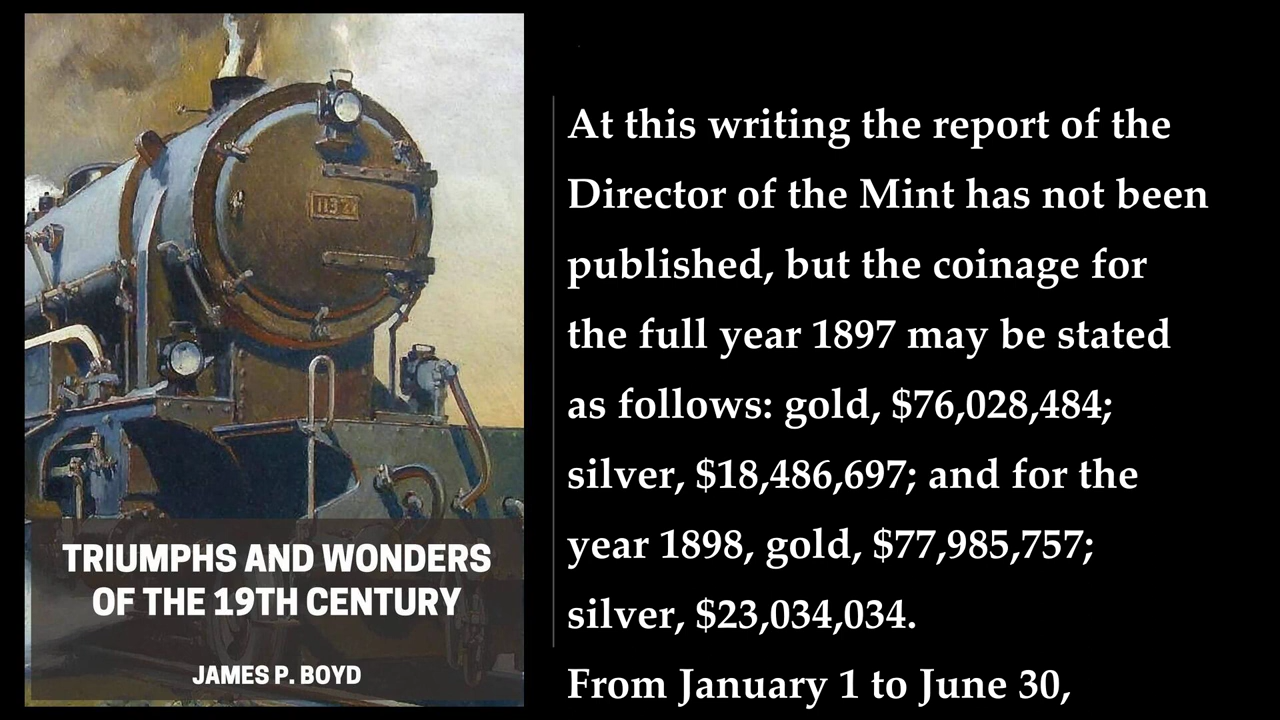 TRIUMPHS AND WONDERS
OF THE 19TH CENTURY
JAMES P. BOYD
At this writing the report of the
Director of the Mint has not been
published, but the coinage for
the full year 1897 may be stated
as follows: gold, $76,028,484;
silver, $18,486,697; and for the
year 1898, gold, $77,985,757;
silver, $23,034,034.
From January 1 to June 30,